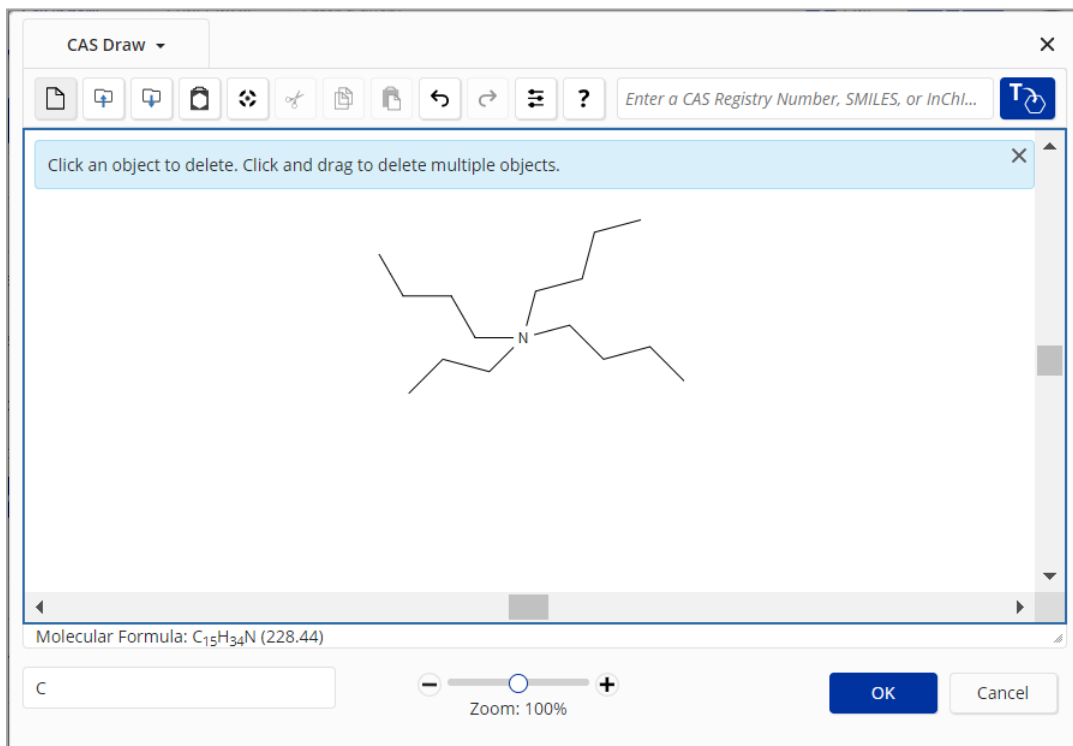 CAS Draw
? Enter a CAS Registry Number, SMILES, or InChI... T
Click an object to delete. Click and drag to delete multiple objects.
N
Molecular Formula: C₁₅H₃₄N (228.44)
C
Zoom: 100%
OK Cancel